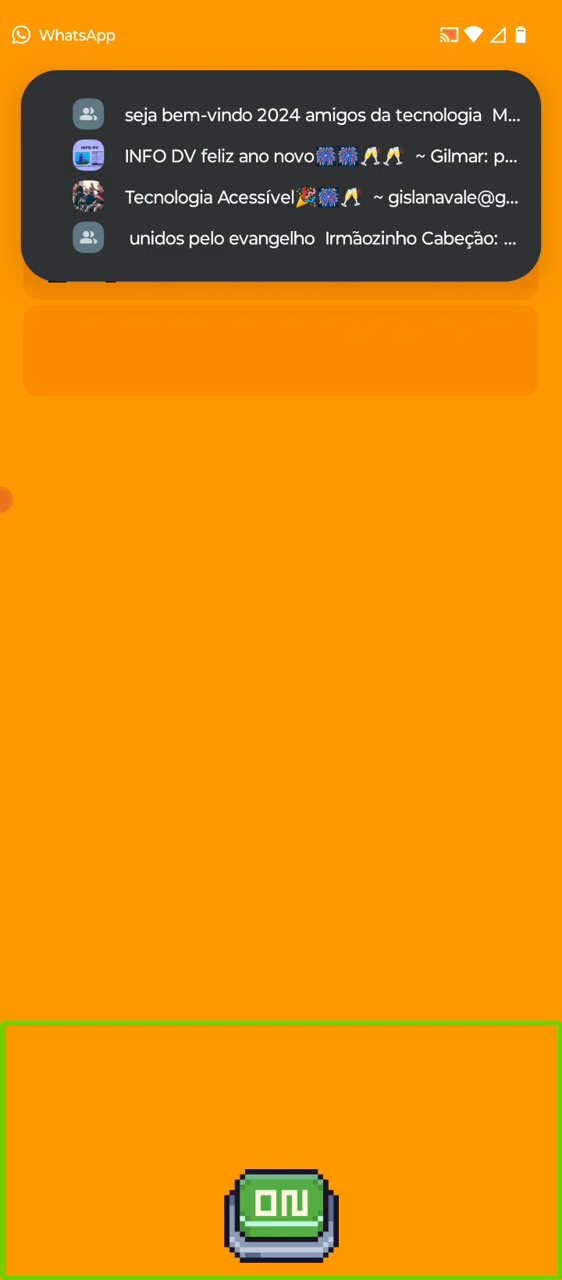 WhatsApp
seja bem-vindo 2024 amigos da tecnologia M...
INFO DV feliz ano novo🎆🎆🥂🥂 ~ Gilmar: p...
Tecnologia Acessível🎉🎆🥂 ~ gislanavale@g...
unidos pelo evangelho Irmãozinho Cabeção: ...
ON